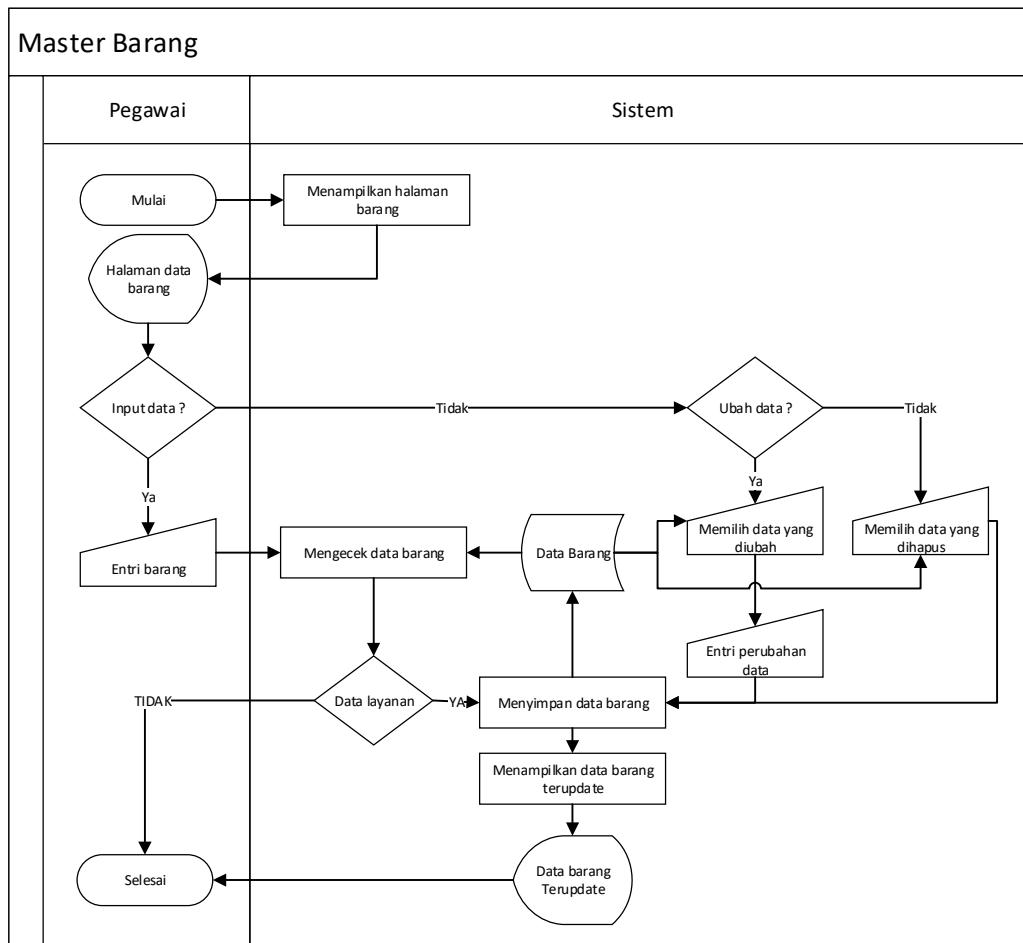 Master Barang
Pegawai
Sistem
Mulai
Menampilkan halaman
barang
Halaman data
barang
Input data ?
Tidak
Ubah data ?
Tidak
Ya
Ya
Entri barang
Mengecek data barang
Data Barang
Memilih data yang
diubah
Memilih data yang
dihapus
Entri perubahan
data
TIDAK
Data layanan
YA
Menyimpan data barang
Menampilkan data barang
terupdate
Data barang
Terupdate
Selesai